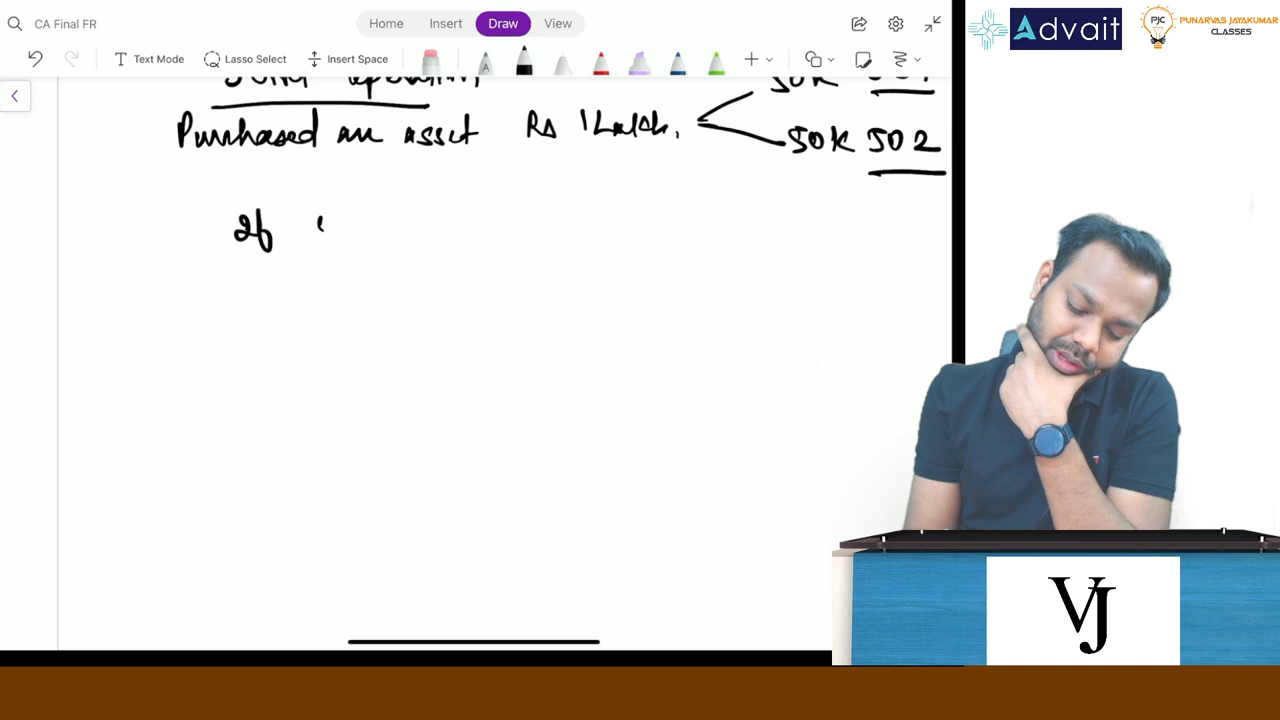 CA Final FR
Home Insert Draw View
Advait
PJC PUNARVAS JAYAKUMAR
CLASSES
Text Mode Lasso Select Insert Space
50K
Purchased an asset Rs 1 Lakh.
50K 502
If
VJ